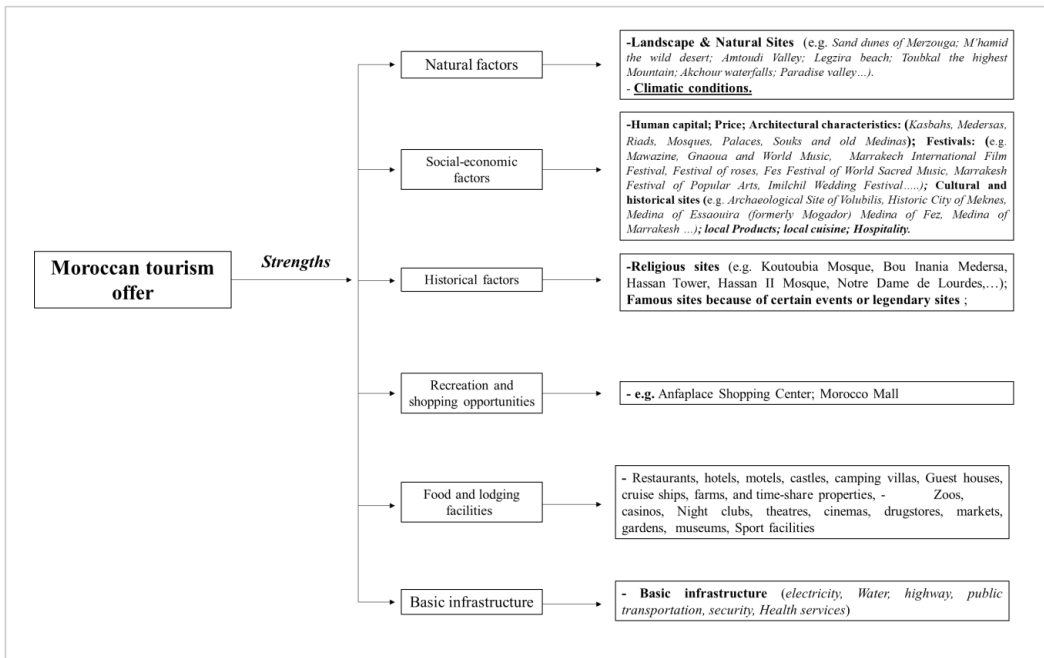 Moroccan tourism
offer
Strengths
Natural factors
-Landscape & Natural Sites (e.g. Sand dunes of Merzouga; M'hamid
the wild desert; Amtoudi Valley; Legzira beach; Toubkal the highest
Mountain; Akchour waterfalls; Paradise valley…).
- Climatic conditions.
Social-economic
factors
-Human capital; Price; Architectural characteristics: (Kasbahs, Medersas,
Riads, Mosques, Palaces, Souks and old Medinas); Festivals: (e.g.
Mawazine, Gnaoua and World Music, Marrakech International Film
Festival, Festival of roses, Fes Festival of World Sacred Music, Marrakesh
Festival of Popular Arts, Imilchil Wedding Festival…..); Cultural and
historical sites (e.g. Archaeological Site of Volubilis, Historic City of Meknes,
Medina of Essaouira (formerly Mogador) Medina of Fez, Medina of
Marrakesh …); local Products; local cuisine; Hospitality.
Historical factors
-Religious sites (e.g. Koutoubia Mosque, Bou Inania Medersa,
Hassan Tower, Hassan II Mosque, Notre Dame de Lourdes,…);
Famous sites because of certain events or legendary sites ;
Recreation and
shopping opportunities
- e.g. Anfaplace Shopping Center; Morocco Mall
Food and lodging
facilities
- Restaurants, hotels, motels, castles, camping villas, Guest houses,
cruise ships, farms, and time-share properties, - Zoos,
casinos, Night clubs, theatres, cinemas, drugstores, markets,
gardens, museums, Sport facilities
Basic infrastructure
- Basic infrastructure (electricity, Water, highway, public
transportation, security, Health services)